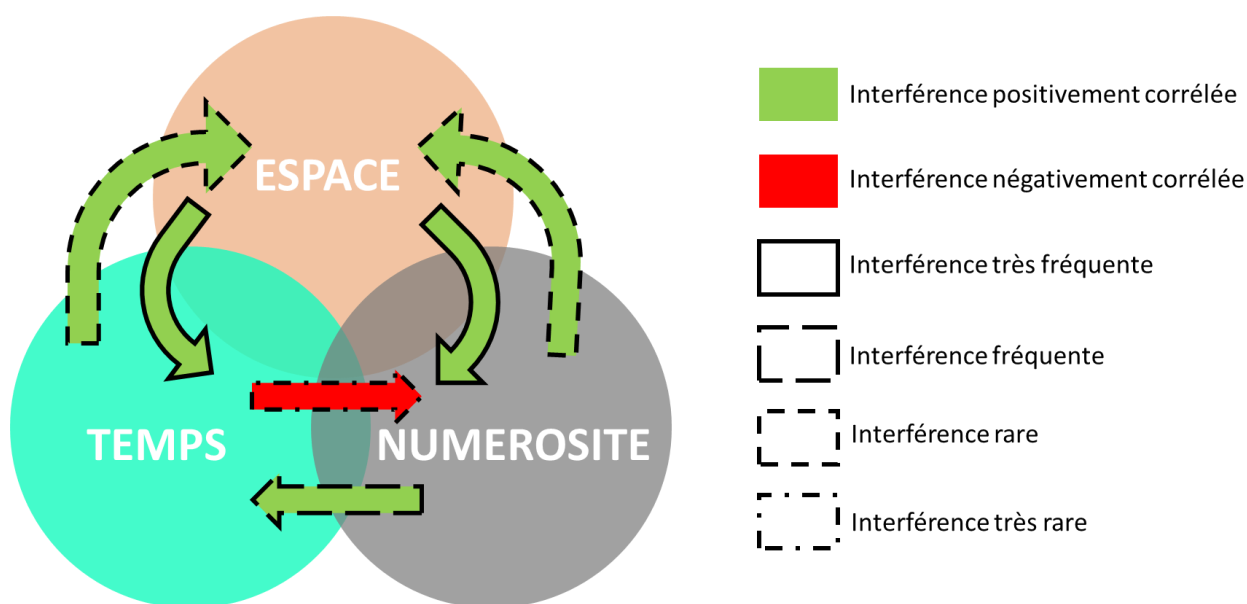 ESPACE
TEMPS
NUMEROSITE
Interférence positivement corrélée
Interférence négativement corrélée
Interférence très fréquente
Interférence fréquente
Interférence rare
Interférence très rare